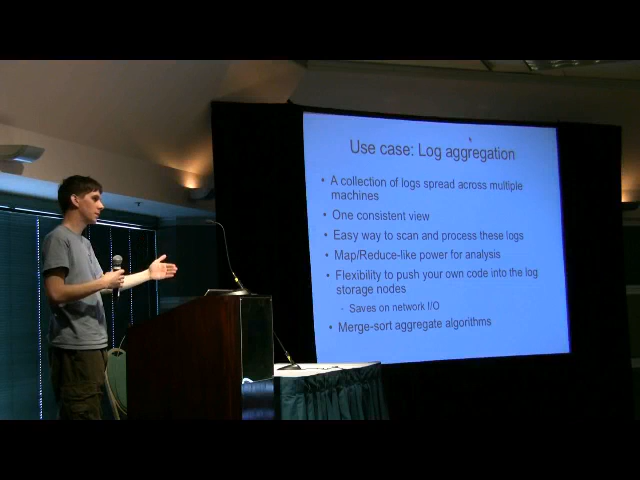 Use case: Log aggregation
• A collection of logs spread across multiple
machines
• One consistent view
• Easy way to scan and process these logs
• Map/Reduce-like power for analysis
• Flexibility to push your own code into the log
storage nodes
- Saves on network I/O
• Merge-sort aggregate algorithms